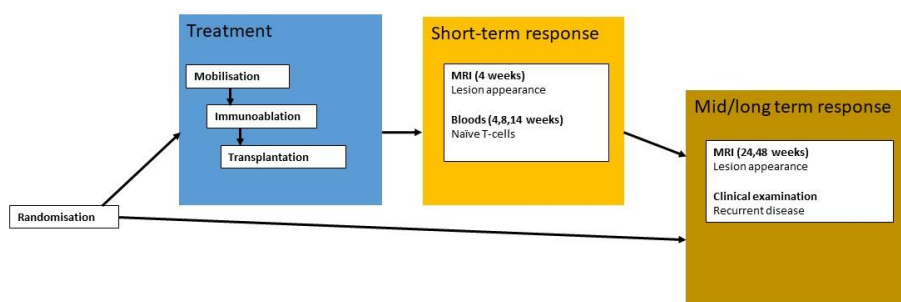 Randomisation
Treatment
Mobilisation
Immunoablation
Transplantation
Short-term response
MRI (4 weeks)
Lesion appearance
Bloods (4,8,14 weeks)
Naïve T-cells
Mid/long term response
MRI (24,48 weeks)
Lesion appearance
Clinical examination
Recurrent disease